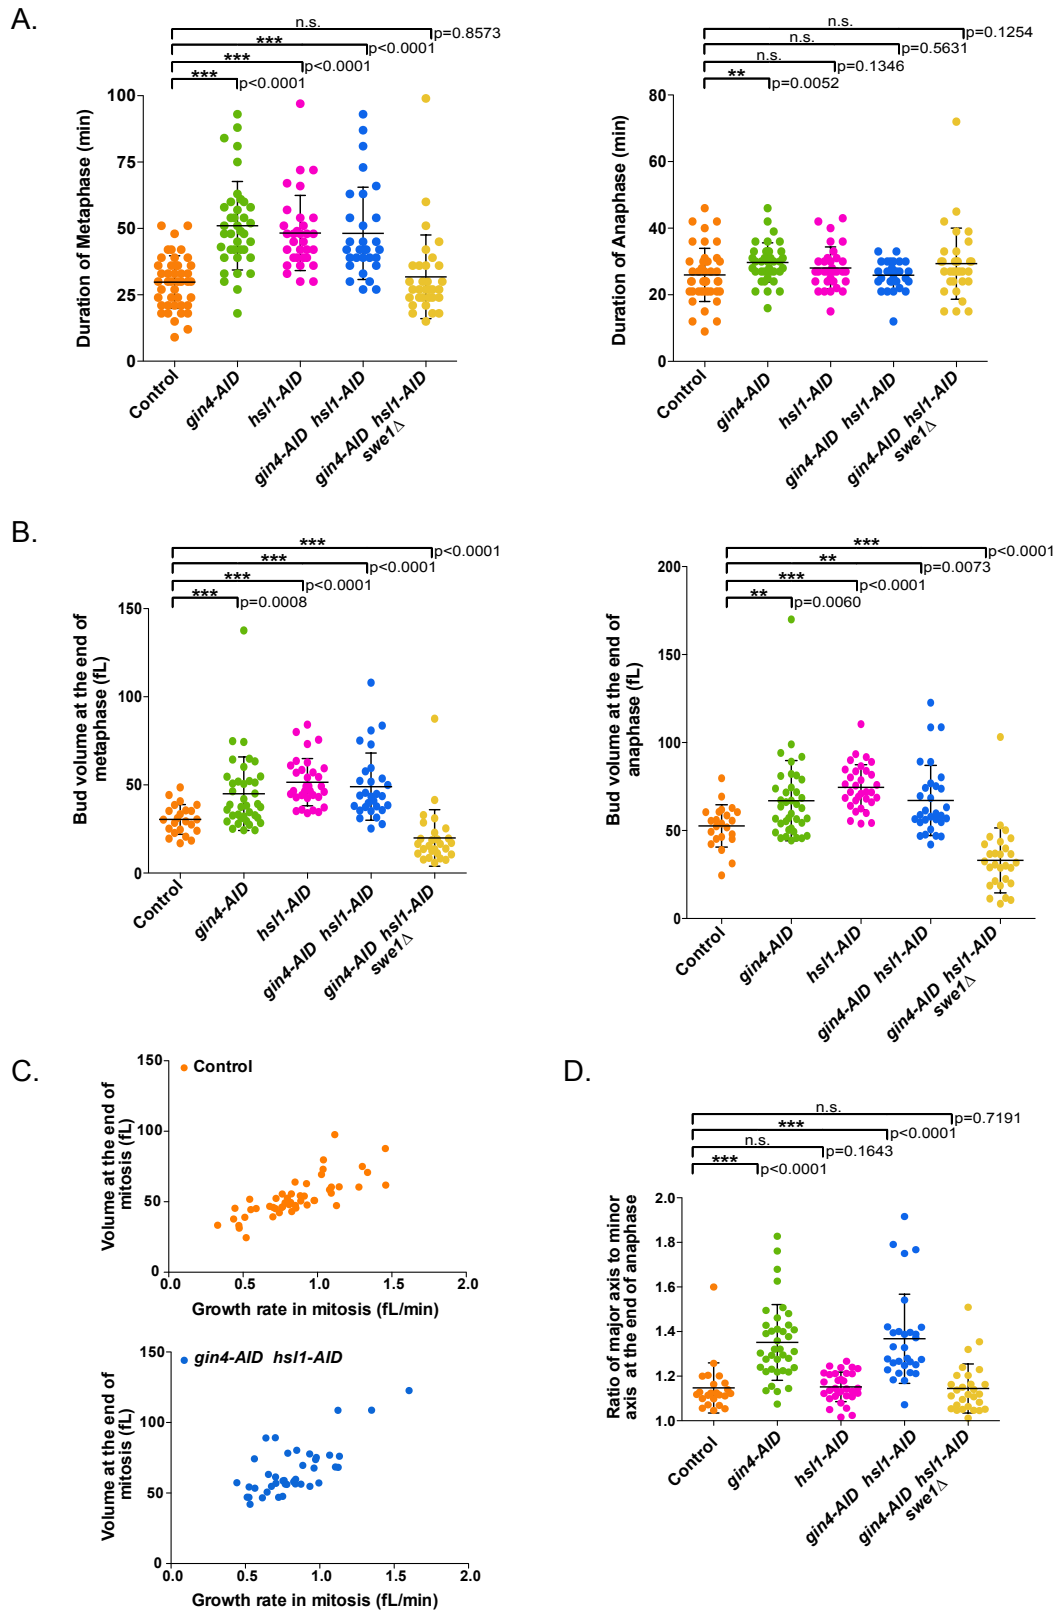 A.
n.s.
p=0.8573
***
p<0.0001
***
p<0.0001
***
p<0.0001
Duration of Metaphase (min)
100
75
50
25
0
Control
gin4-AID
hsl1-AID
gin4-AID hsl1-AID
gin4-AID hsl1-AID
swe1Δ
n.s.
p=0.1254
n.s.
p=0.5631
n.s.
p=0.1346
**
p=0.0052
Duration of Anaphase (min)
80
60
40
20
0
Control
gin4-AID
hsl1-AID
gin4-AID hsl1-AID
gin4-AID hsl1-AID
swe1Δ
B.
***
p<0.0001
***
p<0.0001
***
p<0.0001
***
p=0.0008
Bud volume at the end of
metaphase (fL)
150
100
50
0
Control
gin4-AID
hsl1-AID
gin4-AID hsl1-AID
gin4-AID hsl1-AID
swe1Δ
***
p<0.0001
**
p=0.0073
***
p<0.0001
**
p=0.0060
Bud volume at the end of
anaphase (fL)
200
150
100
50
0
Control
gin4-AID
hsl1-AID
gin4-AID hsl1-AID
gin4-AID hsl1-AID
swe1Δ
C.
Control
Volume at the end of
mitosis (fL)
150
100
50
0
0.0 0.5 1.0 1.5 2.0
Growth rate in mitosis (fL/min)
gin4-AID hsl1-AID
Volume at the end of
mitosis (fL)
150
100
50
0
0.0 0.5 1.0 1.5 2.0
Growth rate in mitosis (fL/min)
D.
n.s.
p=0.7191
***
p<0.0001
n.s.
p=0.1643
***
p<0.0001
Ratio of major axis to minor
axis at the end of anaphase
2.0
1.8
1.6
1.4
1.2
1.0
Control
gin4-AID
hsl1-AID
gin4-AID hsl1-AID
gin4-AID hsl1-AID
swe1Δ